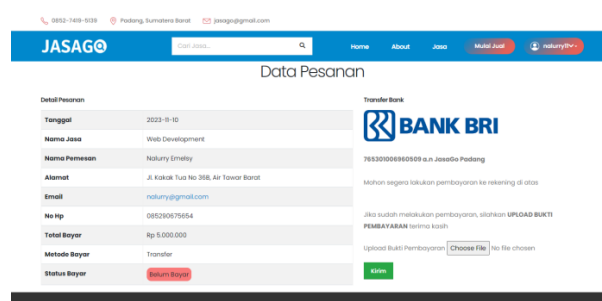 0852-7419-5139 Padang, Sumatera Barat jasago@gmail.com
JASAGO Cari Jasa... Home About Jasa Mulai Jual nalurry11
Data Pesanan
Detail Pesanan
Tanggal 2023-11-10
Nama Jasa Web Development
Nama Pemesan Nalurry Emelsy
Alamat Jl. Kakak Tua No 368, Air Tawar Barat
Email nalurry@gmail.com
No Hp 085290675654
Total Bayar Rp 5.000.000
Metode Bayar Transfer
Status Bayar Belum Bayar
Transfer Bank
BANK BRI
765301006960509 a.n JasaGo Padang
Mohon segera lakukan pembayaran ke rekening di atas
Jika sudah melakukan pembayaran, silahkan UPLOAD BUKTI
PEMBAYARAN terima kasih
Upload Bukti Pembayaran Choose File No file chosen
Kirim